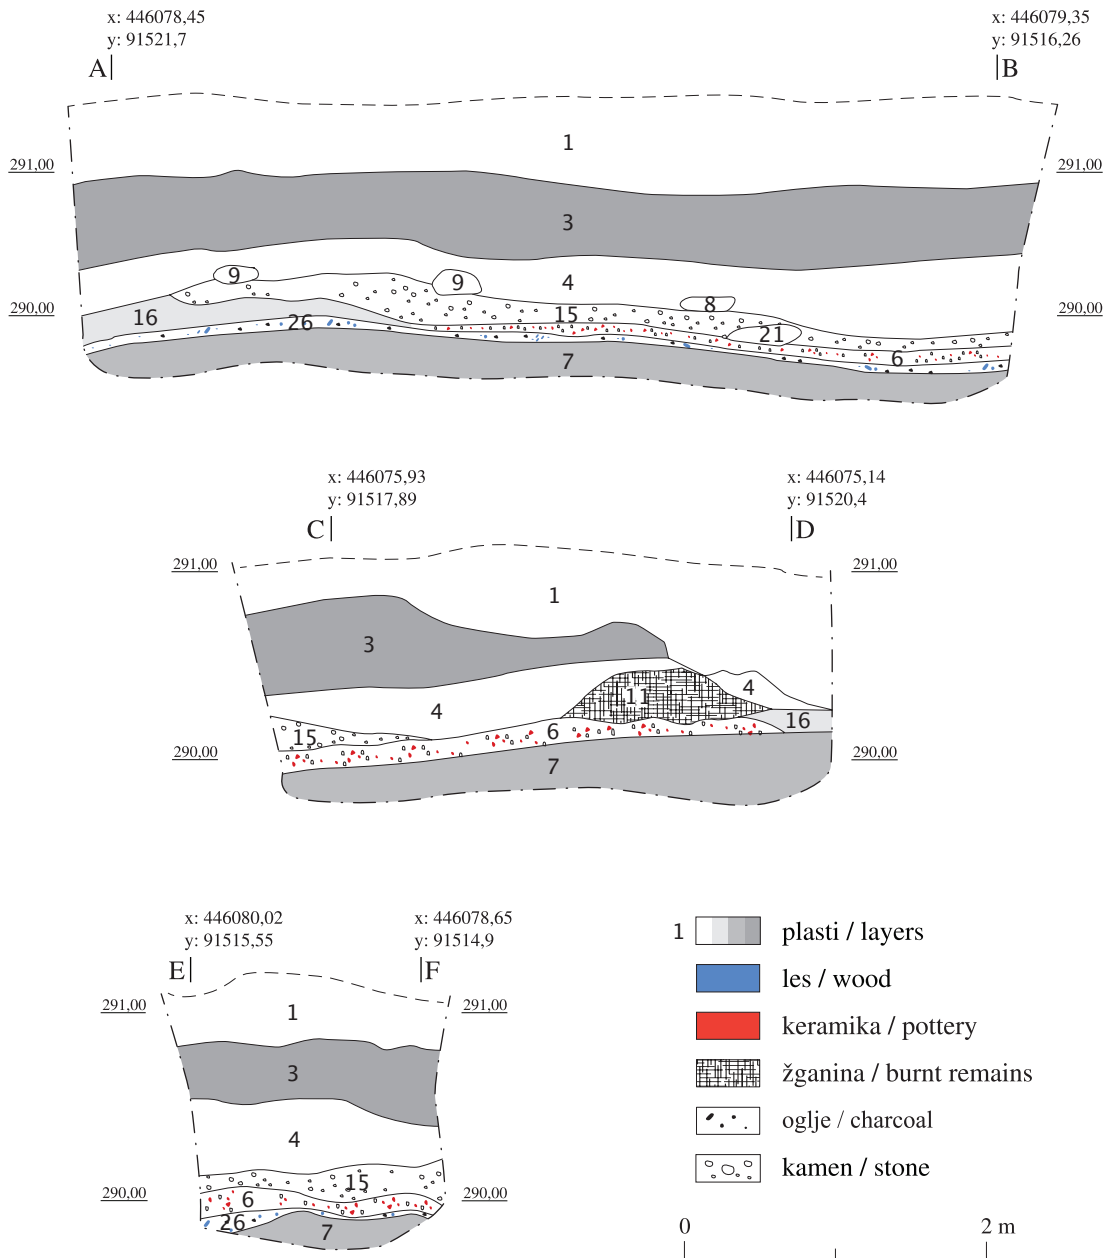 x: 446078,45
y: 91521,7
A
x: 446079,35
y: 91516,26
B
1
291,00
291,00
3
9
9
4
8
290,00
290,00
16
26
15
21
6
7
x: 446075,93
y: 91517,89
C
x: 446075,14
y: 91520,4
D
291,00
291,00
1
3
4
11
4
16
15
6
290,00
290,00
7
x: 446080,02
y: 91515,55
E
x: 446078,65
y: 91514,9
F
291,00
291,00
1
3
4
15
6
290,00
290,00
26
7
1 plasti / layers
les / wood
keramika / pottery
žganina / burnt remains
oglje / charcoal
kamen / stone
0 2 m